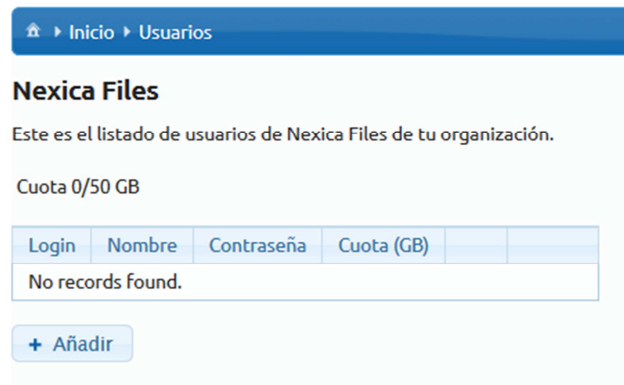 Inicio Usuarios
Nexica Files
Este es el listado de usuarios de Nexica Files de tu organización.
Cuota 0/50 GB
Login Nombre Contraseña Cuota (GB)
No records found.
+ Añadir